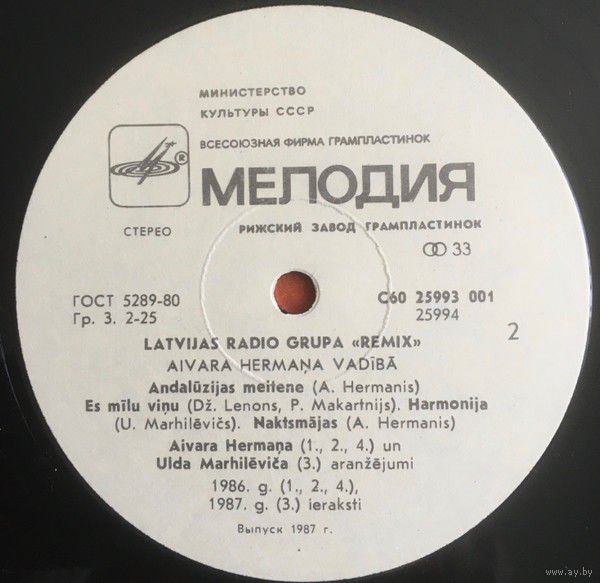 МИНИСТЕРСТВО
КУЛЬТУРЫ СССР
ВСЕСОЮЗНАЯ ФИРМА ГРАМПЛАСТИНОК
®
МЕЛОДИЯ
СТЕРЕО
РИЖСКИЙ ЗАВОД ГРАМПЛАСТИНОК
33
ГОСТ 5289-80
Гр. 3. 2-25
С60 25993 001
25994
2
LATVIJAS RADIO GRUPA «REMIX»
AIVARA HERMAŅA VADĪBĀ
Andalūzijas meitene (A. Hermanis)
Es mīlu viņu (Dž. Lenons, P. Makartnijs). Harmonija
(U. Marhilēvičs). Naktsmājas (A. Hermanis)
Aivara Hermaņa (1., 2., 4.) un
Ulda Marhilēviča (3.) aranžējumi
1986. g. (1., 2., 4.),
1987. g. (3.) ieraksti
Выпуск 1987 г.
www.ay.by